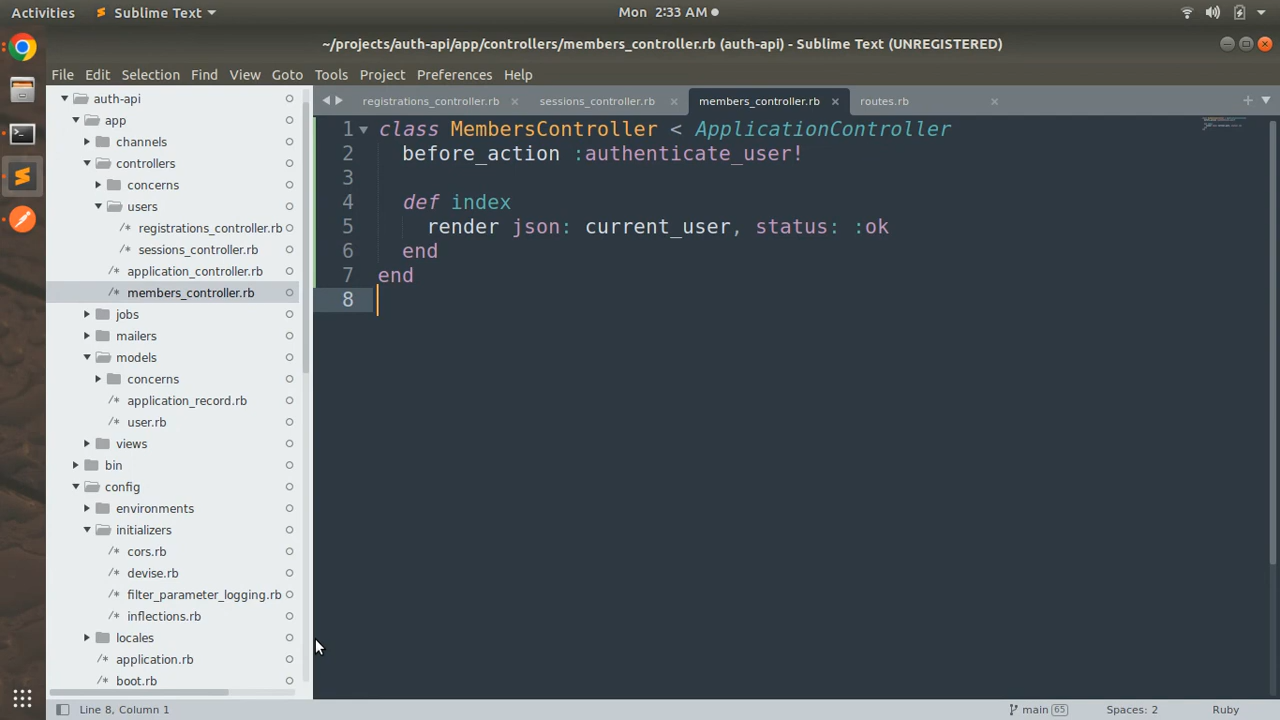 Activities
Sublime Text
Mon 2:33 AM
~/projects/auth-api/app/controllers/members_controller.rb (auth-api) - Sublime Text (UNREGISTERED)
File Edit Selection Find View Goto Tools Project Preferences Help
auth-api
app
channels
controllers
concerns
users
/* registrations_controller.rb
/* sessions_controller.rb
/* application_controller.rb
/* members_controller.rb
jobs
mailers
models
concerns
/* application_record.rb
/* user.rb
views
bin
config
environments
initializers
/* cors.rb
/* devise.rb
/* filter_parameter_logging.rb
/* inflections.rb
locales
/* application.rb
/* boot.rb
registrations_controller.rb
sessions_controller.rb
members_controller.rb
routes.rb
1 class MembersController < ApplicationController
2 before_action :authenticate_user!
3
4 def index
5 render json: current_user, status: :ok
6 end
7 end
8
Line 8, Column 1
main 65
Spaces: 2
Ruby